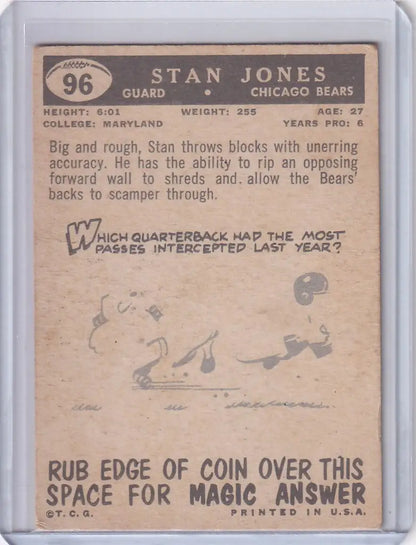 96
STAN JONES
GUARD • CHICAGO BEARS
HEIGHT: 6:01 WEIGHT: 255 AGE: 27
COLLEGE: MARYLAND YEARS PRO: 6
Big and rough, Stan throws blocks with unerring
accuracy. He has the ability to rip an opposing
forward wall to shreds and allow the Bears'
backs to scamper through.
WHICH QUARTERBACK HAD THE MOST
PASSES INTERCEPTED LAST YEAR?
RUB EDGE OF COIN OVER THIS
SPACE FOR MAGIC ANSWER
©T.C.G. PRINTED IN U.S.A.